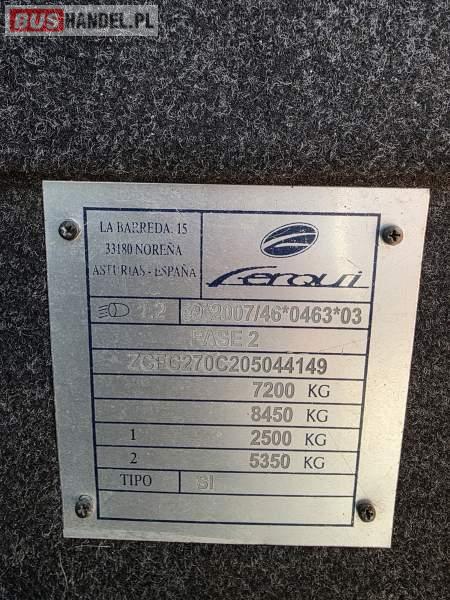 BUSHANDEL.PL
LA BARREDA, 15
33180 NOREÑA
ASTURIAS - ESPAÑA
Ferqui
2007/46*0463*03
FASE 2
ZCFC270C205044149
7200 KG
8450 KG
1 2500 KG
2 5350 KG
TIPO SI